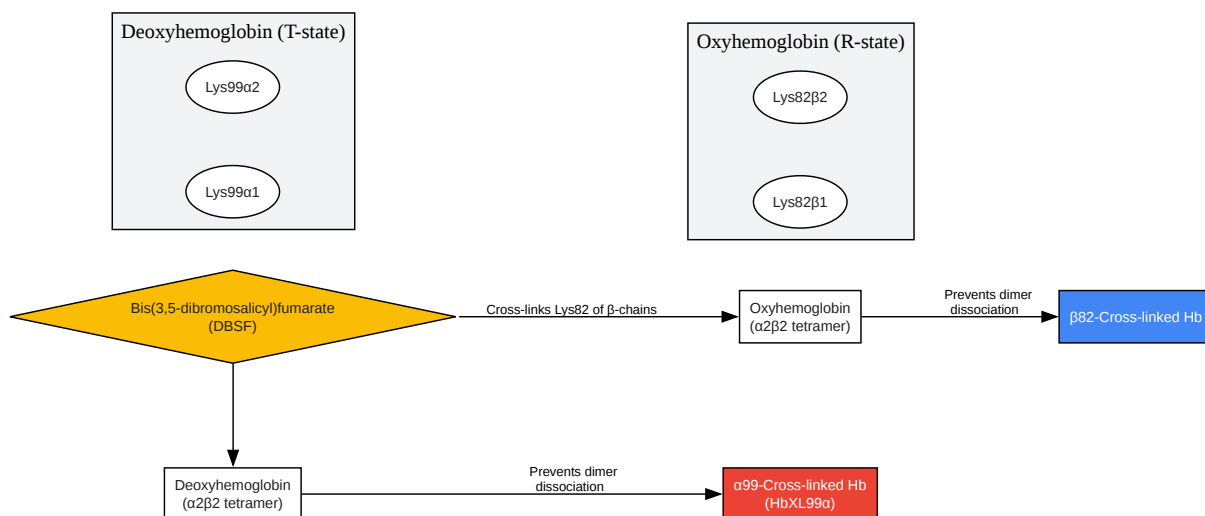 Deoxyhemoglobin (T-state)
Lys99α2
Lys99α1
Oxyhemoglobin (R-state)
Lys82β2
Lys82β1
Bis(3,5-dibromosalicyl)fumarate
(DBSF)
Cross-links Lys82 of β-chains
Oxyhemoglobin
(α2β2 tetramer)
Prevents dimer
dissociation
β82-Cross-linked Hb
Deoxyhemoglobin
(α2β2 tetramer)
Prevents dimer
dissociation
α99-Cross-linked Hb
(HbXL99α)